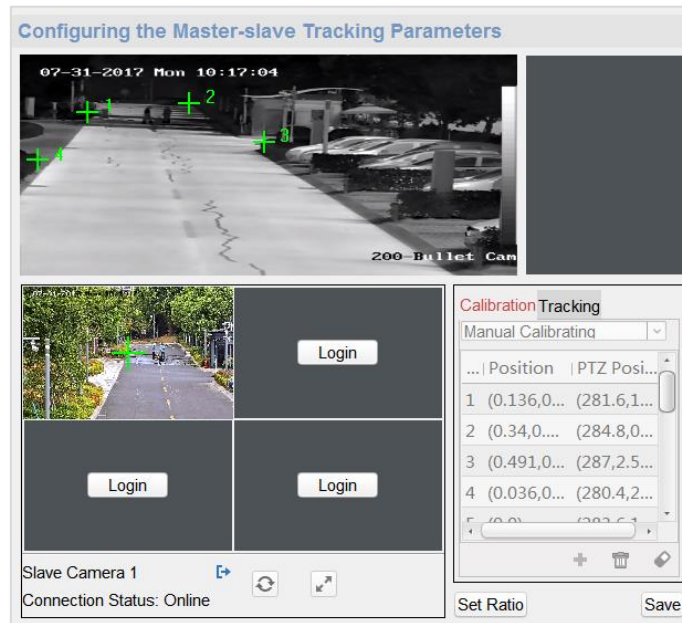 Configuring the Master-slave Tracking Parameters
07-31-2017 Mon 10:17:04
1
2
3
4
200-Bullet Cam
Login
Login
Login
Slave Camera 1
Connection Status: Online
Calibration Tracking
Manual Calibrating
... Position PTZ Posi...
1 (0.136,0... (281.6,1...
2 (0.34,0.... (284.8,0...
3 (0.491,0... (287,2.5...
4 (0.036,0... (280.4,2...
Set Ratio
Save